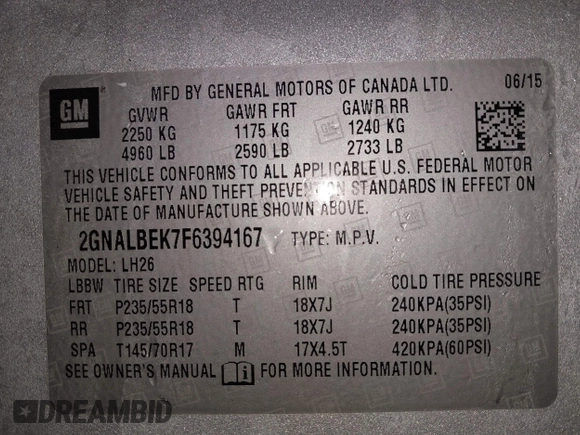 GM
MFD BY GENERAL MOTORS OF CANADA LTD. 06/15
GVWR GAWR FRT GAWR RR
2250 KG 1175 KG 1240 KG
4960 LB 2590 LB 2733 LB
THIS VEHICLE CONFORMS TO ALL APPLICABLE U.S. FEDERAL MOTOR
VEHICLE SAFETY AND THEFT PREVENTION STANDARDS IN EFFECT ON
THE DATE OF MANUFACTURE SHOWN ABOVE.
2GNALBEK7F6394167 TYPE: M.P.V.
MODEL: LH26
LBBW TIRE SIZE SPEED RTG RIM COLD TIRE PRESSURE
FRT P235/55R18 T 18X7J 240KPA(35PSI)
RR P235/55R18 T 18X7J 240KPA(35PSI)
SPA T145/70R17 M 17X4.5T 420KPA(60PSI)
SEE OWNER'S MANUAL FOR MORE INFORMATION.
DREAMBID